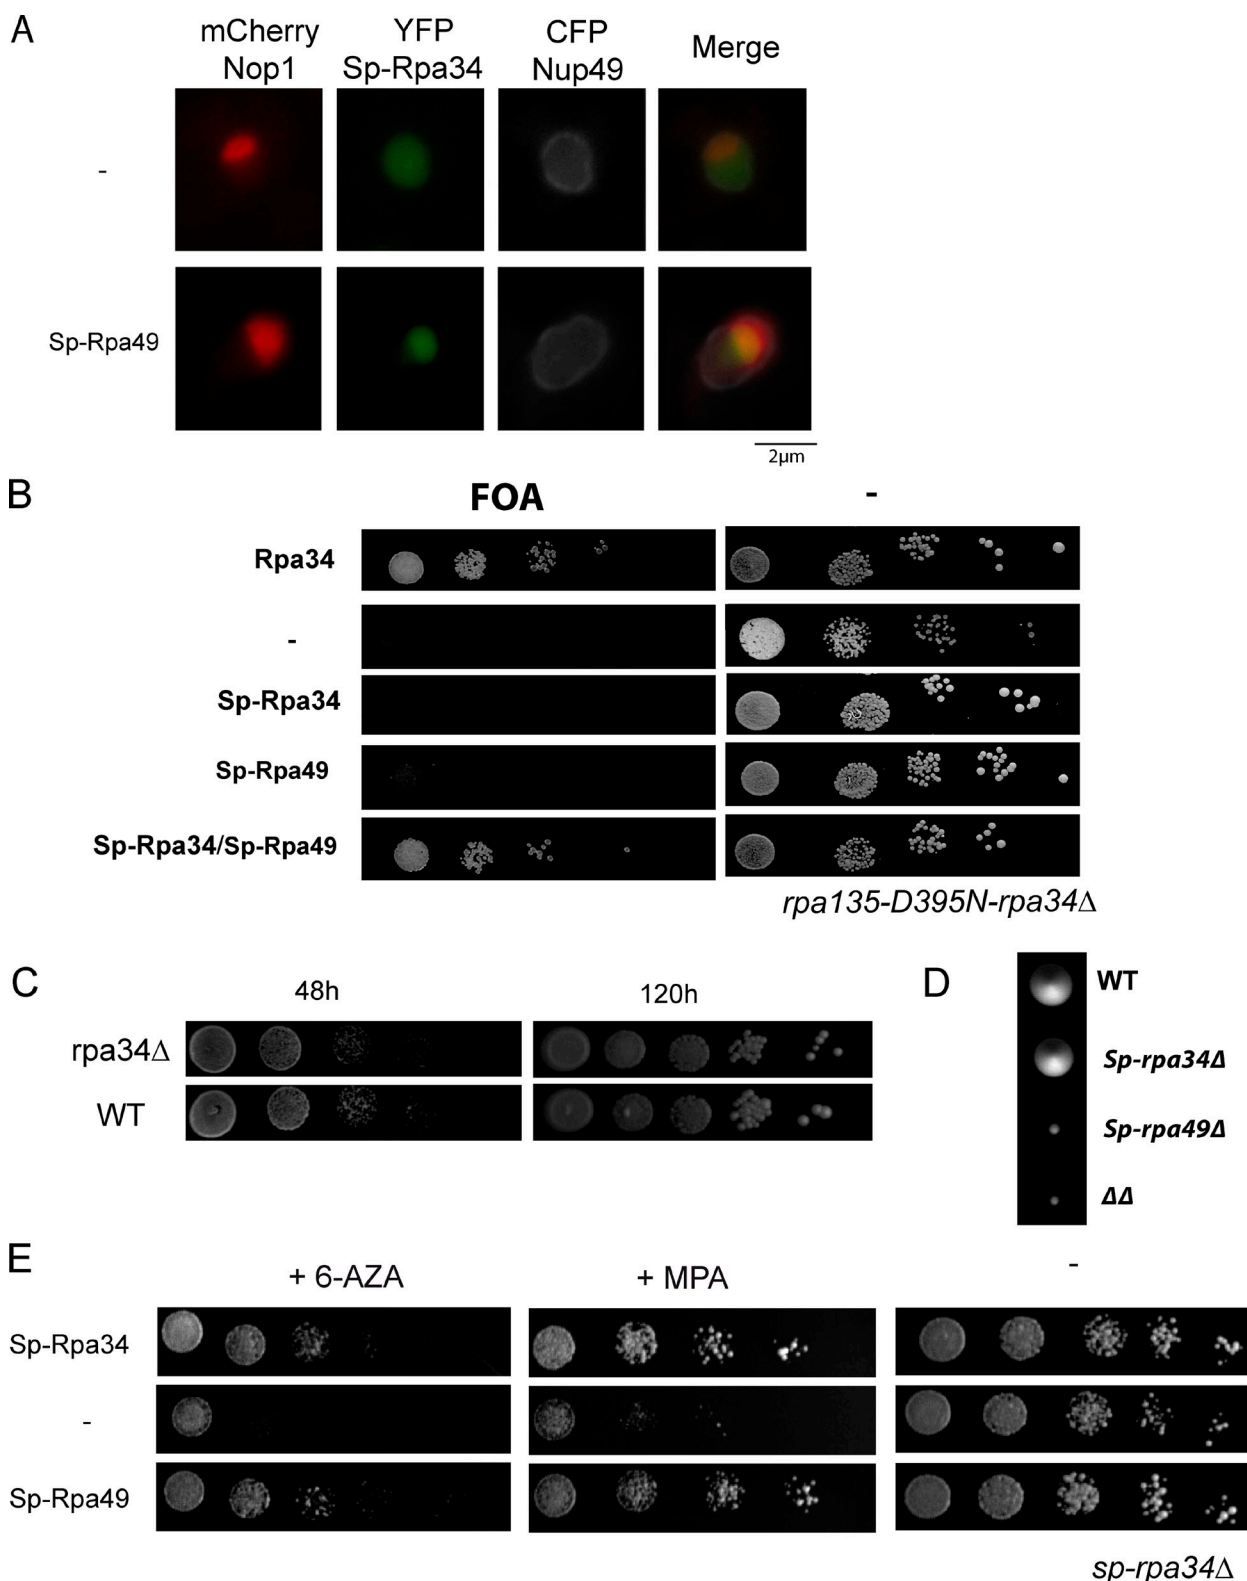 A
mCherry Nop1
YFP Sp-Rpa34
CFP Nup49
Merge
-
Sp-Rpa49
2µm
B
FOA
-
Rpa34
-
Sp-Rpa34
Sp-Rpa49
Sp-Rpa34/Sp-Rpa49
rpa135-D395N-rpa34Δ
C
48h
120h
rpa34Δ
WT
D
WT
Sp-rpa34Δ
Sp-rpa49Δ
ΔΔ
E
+ 6-AZA
+ MPA
-
Sp-Rpa34
-
Sp-Rpa49
sp-rpa34Δ